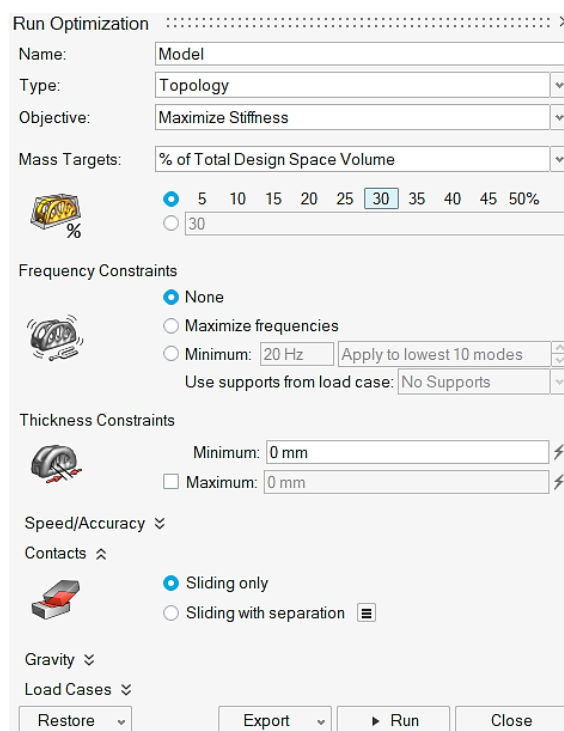 Run Optimization
Name: Model
Type: Topology
Objective: Maximize Stiffness
Mass Targets: % of Total Design Space Volume
5 10 15 20 25 30 35 40 45 50%
%
30
Frequency Constraints
None
Maximize frequencies
Minimum: 20 Hz Apply to lowest 10 modes
Use supports from load case: No Supports
Thickness Constraints
Minimum: 0 mm
Maximum: 0 mm
Speed/Accuracy
Contacts
Sliding only
Sliding with separation
Gravity
Load Cases
Restore Export Run Close